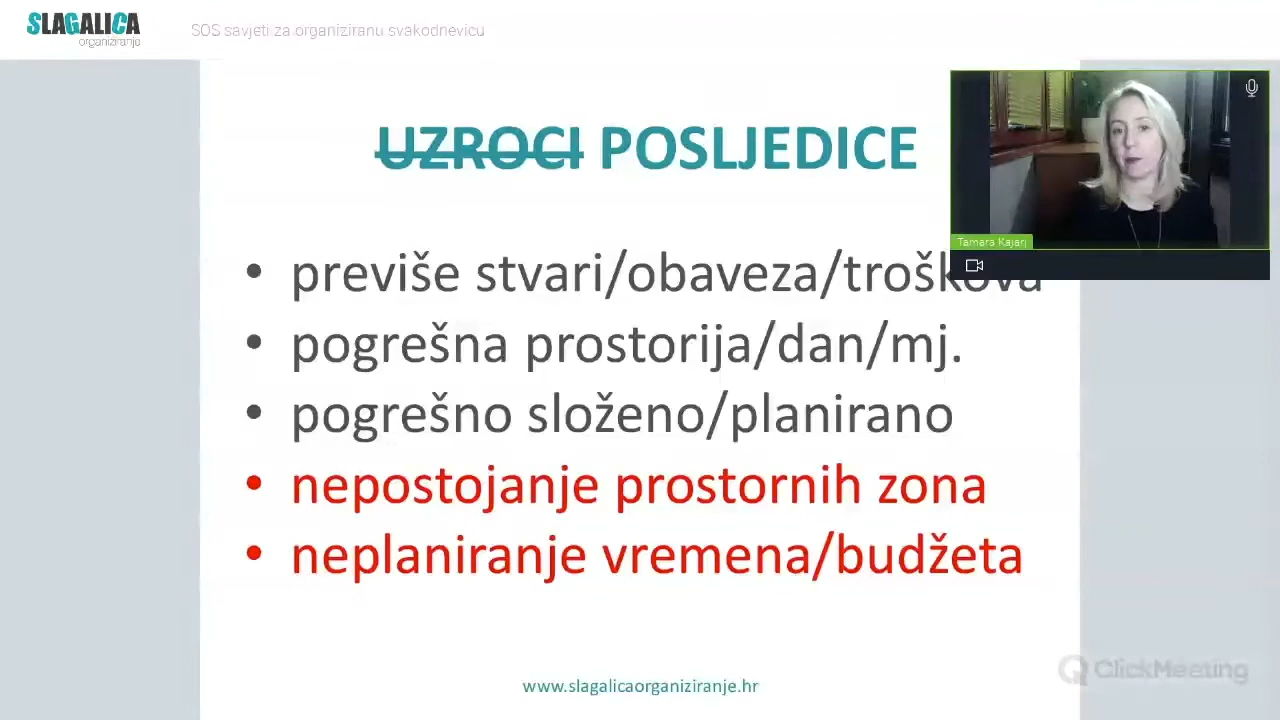 SLAGALICA
organiziranje
SOS savjeti za organiziranu svakodnevicu
UZROCI POSLJEDICE
Tamara Kajari
• previše stvari/obaveza/troškova
• pogrešna prostorija/dan/mj.
• pogrešno složeno/planirano
• nepostojanje prostornih zona
• neplaniranje vremena/budžeta
www.slagalicaorganiziranje.hr
ClickMeeting